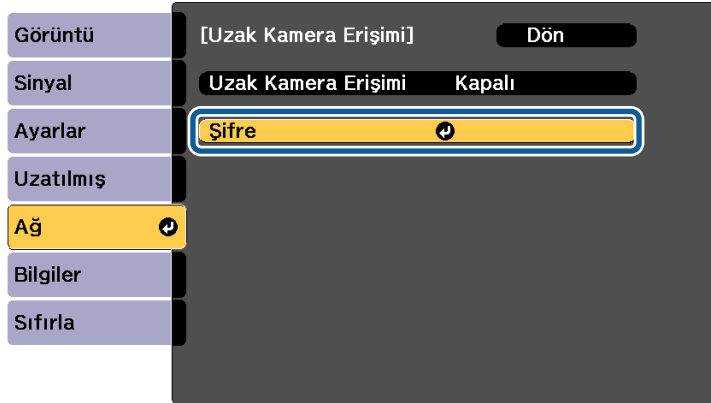 Görüntü
Sinyal
Ayarlar
Uzatılmış
Ağ
Bilgiler
Sıfırla
[Uzak Kamera Erişimi] Dön
Uzak Kamera Erişimi Kapalı
Şifre